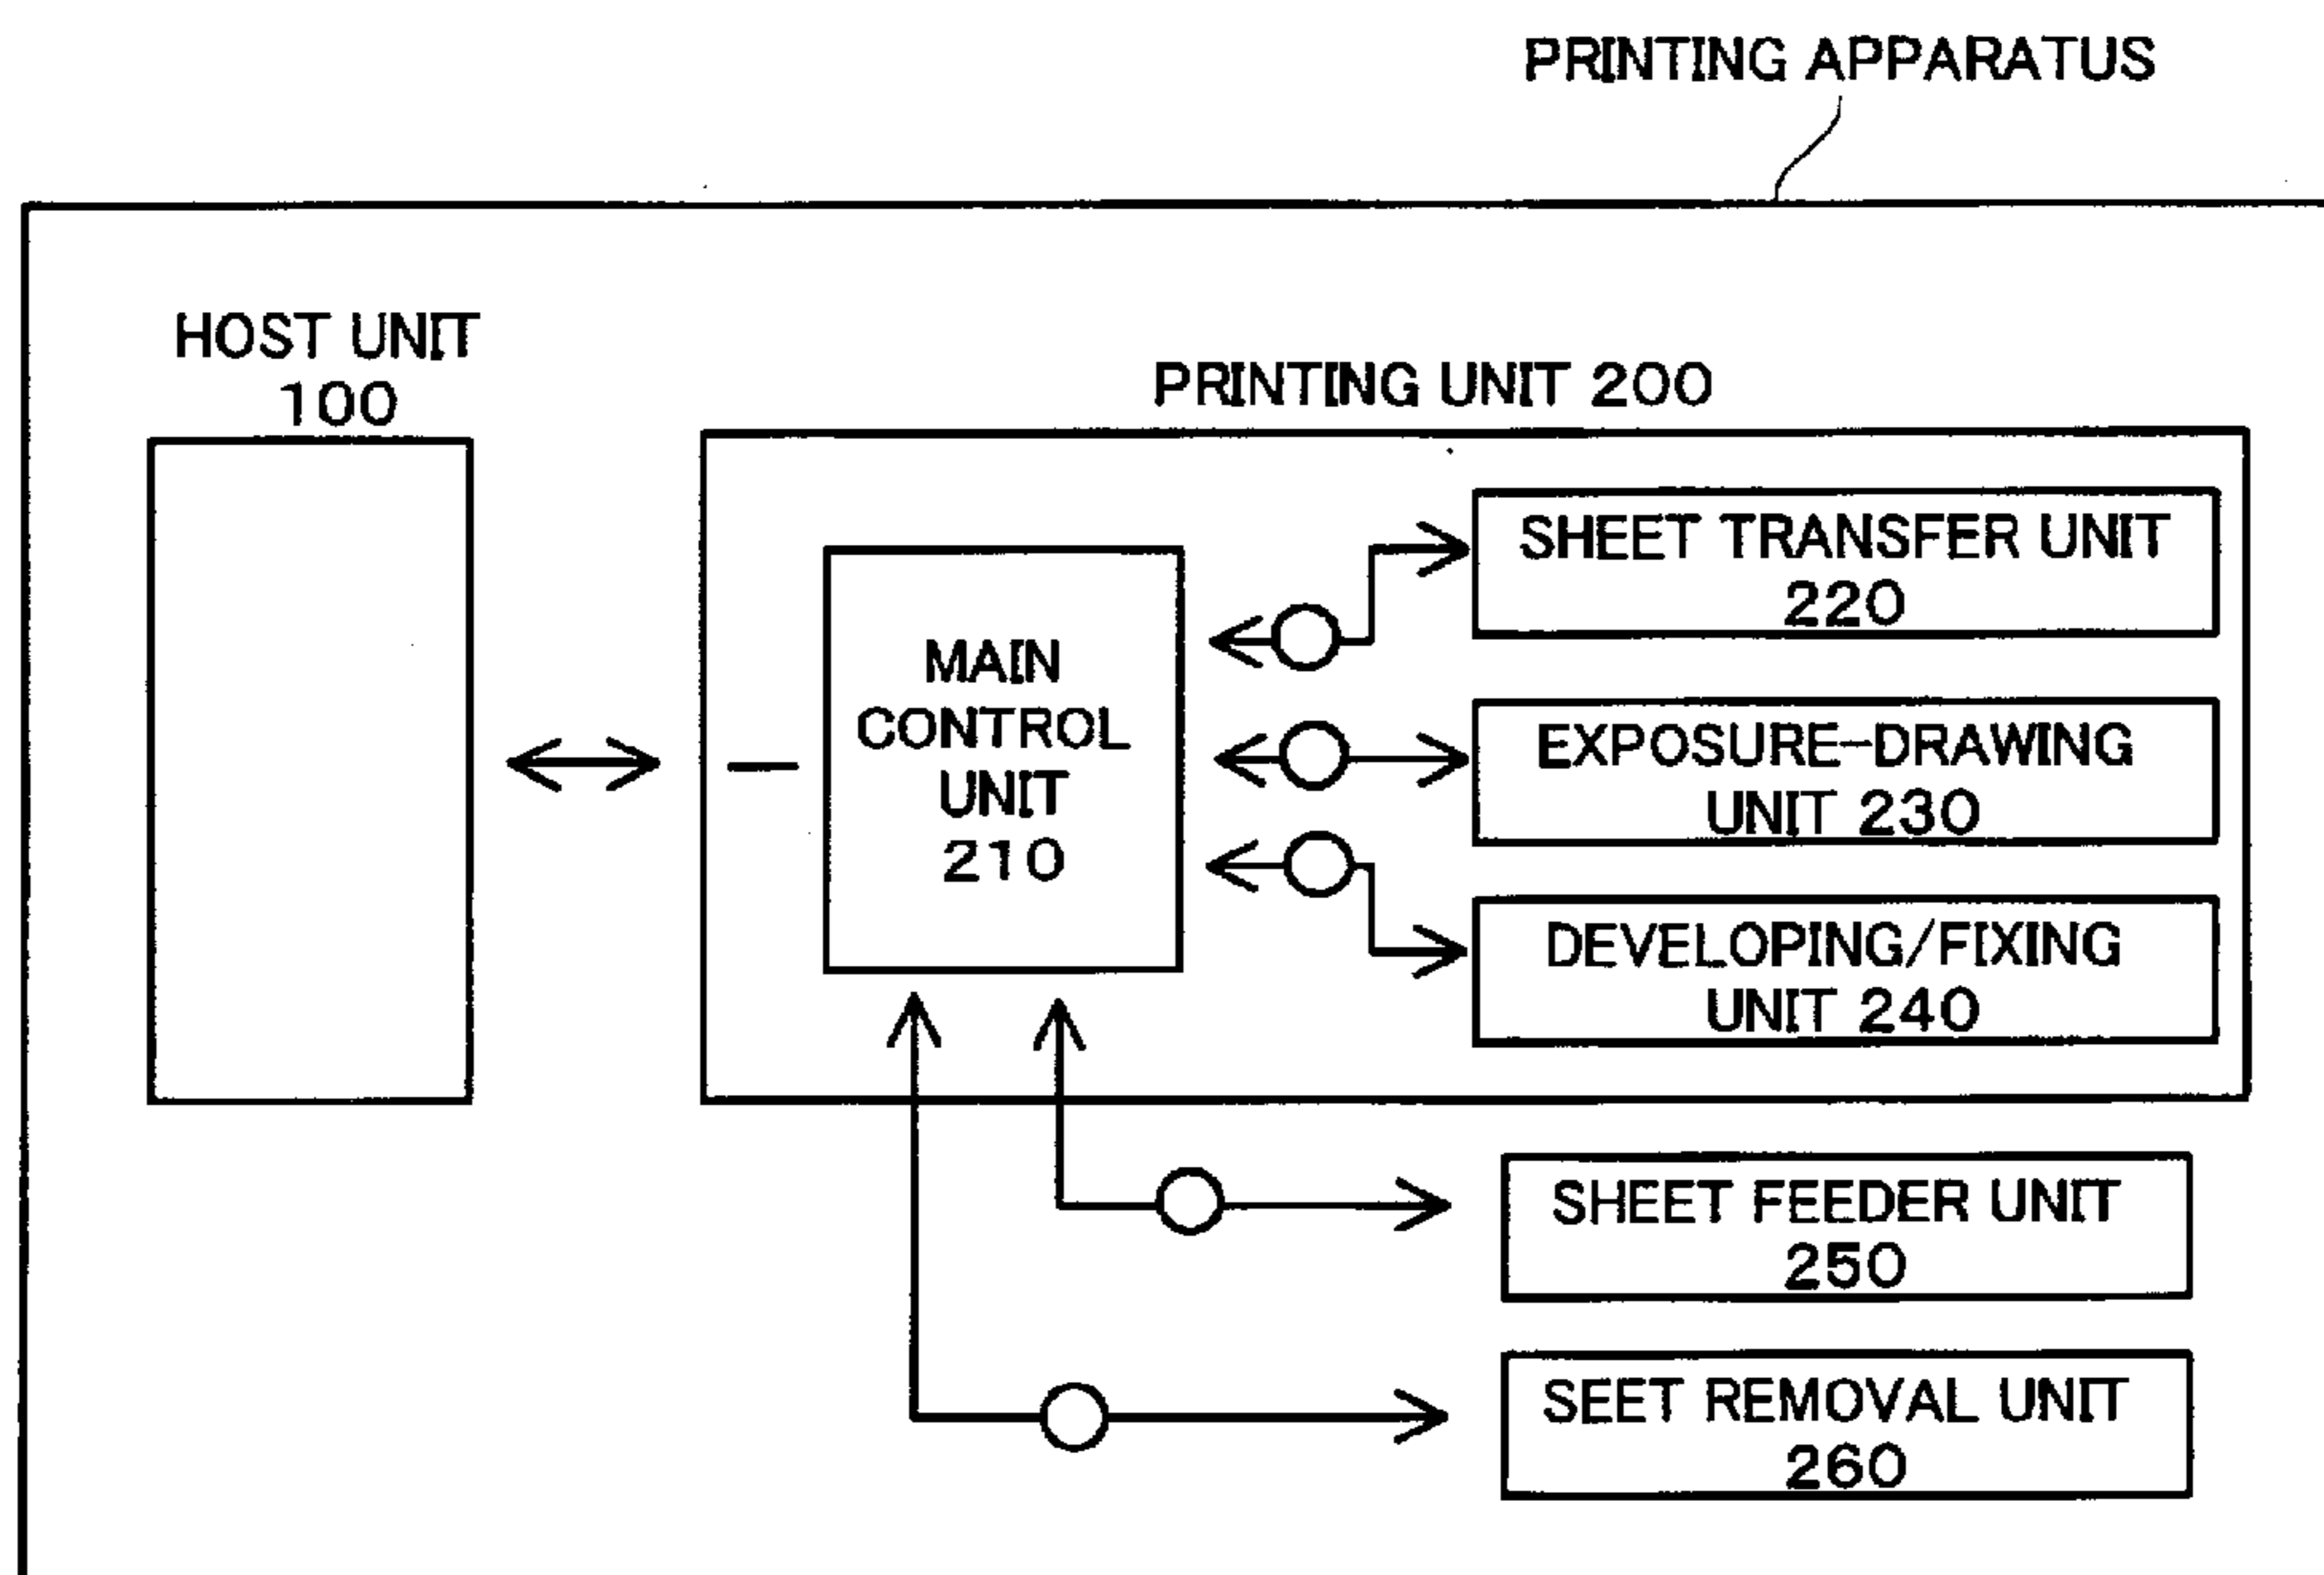 PRINTING APPARATUS
HOST UNIT
100
PRINTING UNIT 200
MAIN
CONTROL
UNIT
210
SHEET TRANSFER UNIT
220
EXPOSURE-DRAWING
UNIT 230
DEVELOPING/FIXING
UNIT 240
SHEET FEEDER UNIT
250
SEET REMOVAL UNIT
260